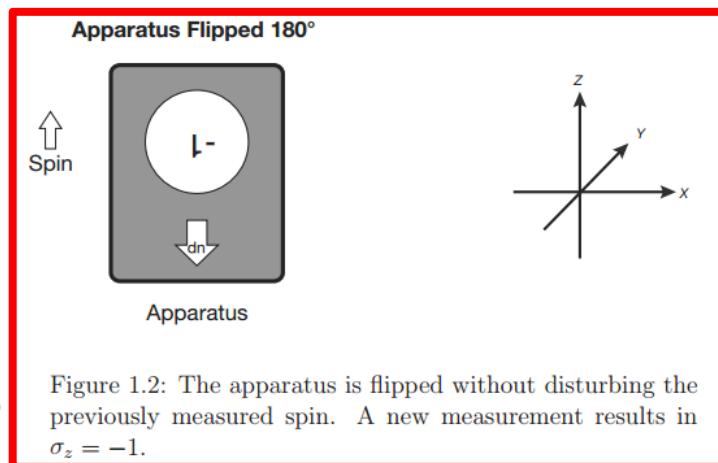 Apparatus Flipped 180°
Spin
-1
dn
Apparatus
Z
Y
X
Figure 1.2: The apparatus is flipped without disturbing the
previously measured spin. A new measurement results in
σz = −1.